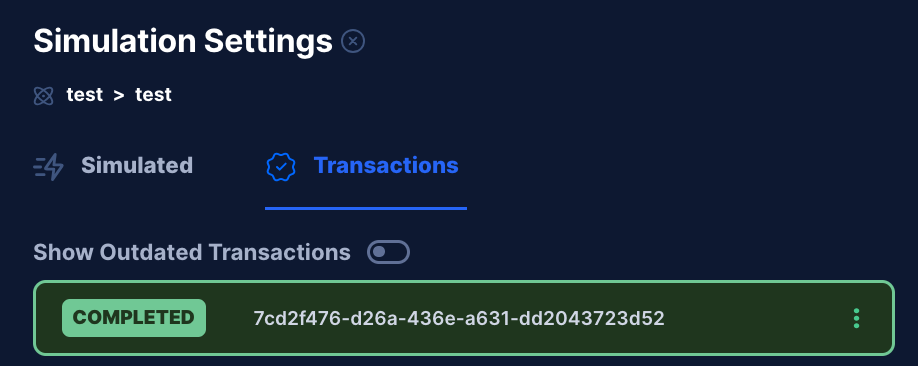 Simulation Settings
test > test
Simulated
Transactions
Show Outdated Transactions
COMPLETED 7cd2f476-d26a-436e-a631-dd2043723d52